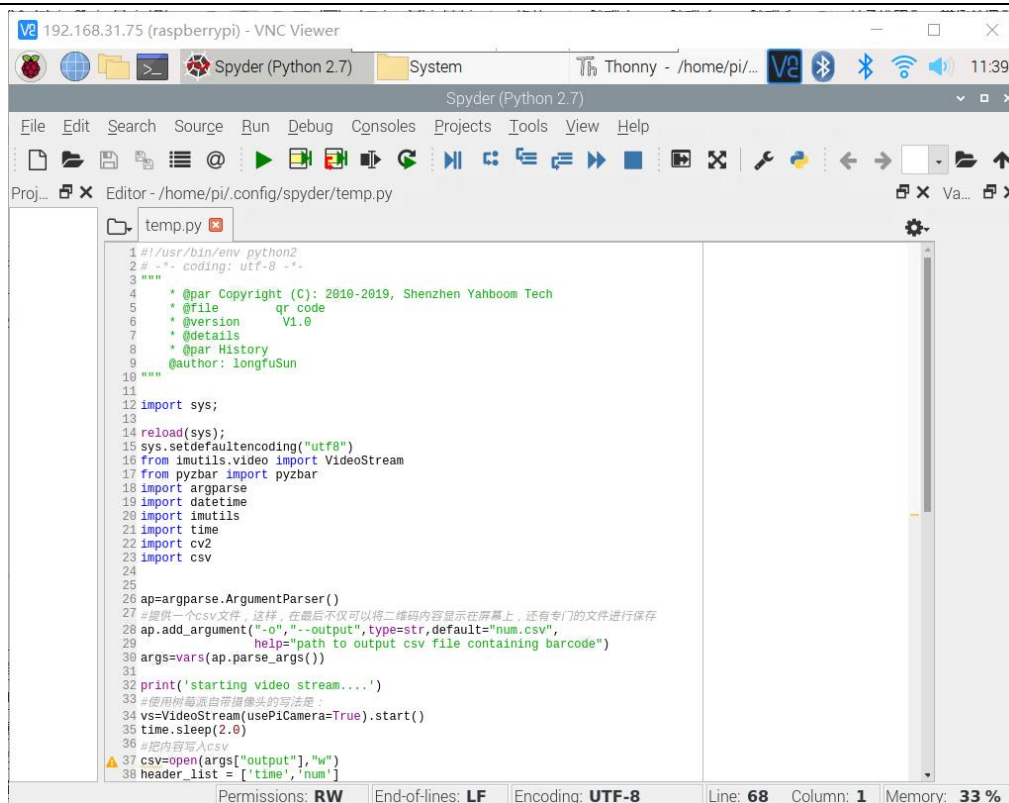 192.168.31.75 (raspberrypi) - VNC Viewer
Spyder (Python 2.7)
System
Thonny - /home/pi/...
11:39
Spyder (Python 2.7)
File Edit Search Source Run Debug Consoles Projects Tools View Help
Proj...
Editor - /home/pi/.config/spyder/temp.py
Va...
temp.py
1 #!/usr/bin/env python2
2 # -*- coding: utf-8 -*-
3 """
4 * @par Copyright (C): 2010-2019, Shenzhen Yahboom Tech
5 * @file qr code
6 * @version V1.0
7 * @details
8 * @par History
9 @author: longfuSun
10 """
11
12 import sys;
13
14 reload(sys);
15 sys.setdefaultencoding("utf8")
16 from imutils.video import VideoStream
17 from pyzbar import pyzbar
18 import argparse
19 import datetime
20 import imutils
21 import time
22 import cv2
23 import csv
24
25
26 ap=argparse.ArgumentParser()
27 #提供一个csv文件，这样，在最后不仅可以将二维码内容显示在屏幕上，还有专门的文件进行保存
28 ap.add_argument("-o","--output",type=str,default="num.csv",
29 help="path to output csv file containing barcode")
30 args=vars(ap.parse_args())
31
32 print('starting video stream....')
33 #使用树莓派自带摄像头的写法是：
34 vs=VideoStream(usePiCamera=True).start()
35 time.sleep(2.0)
36 #把内容写入csv
37 csv=open(args["output"],"w")
38 header_list = ['time','num']
Permissions: RW End-of-lines: LF Encoding: UTF-8 Line: 68 Column: 1 Memory: 33 %